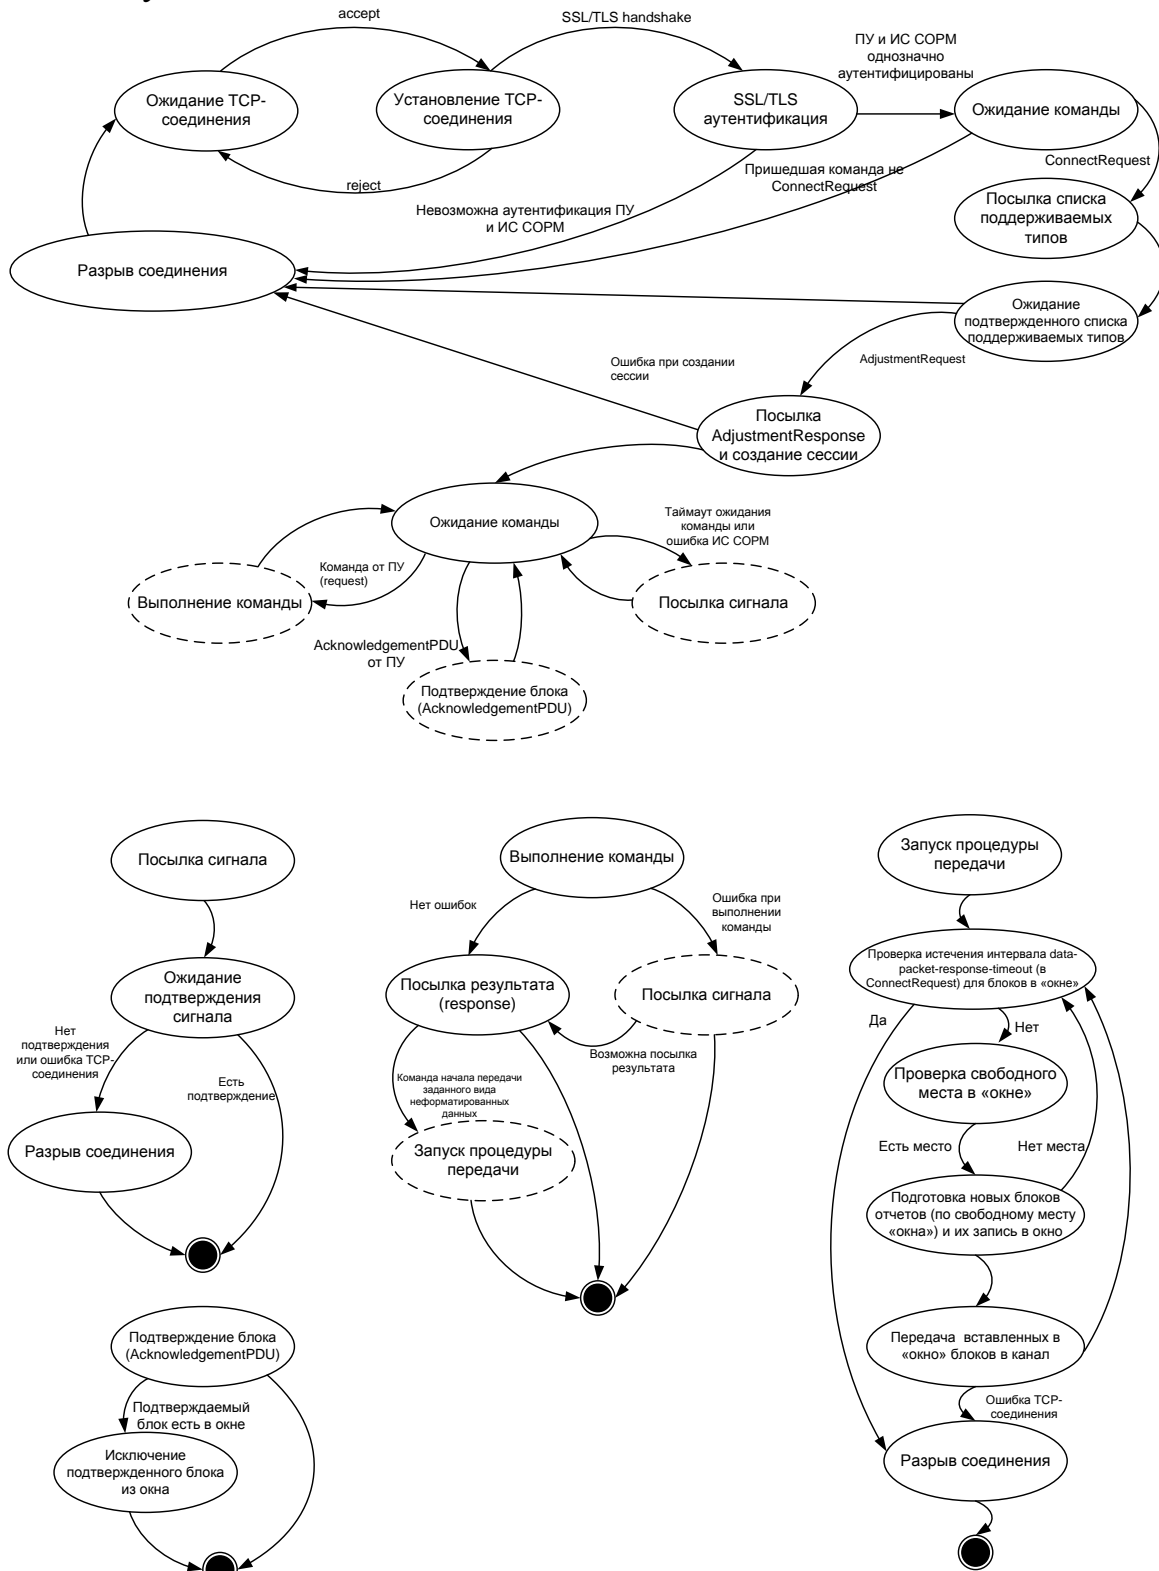 accept
SSL/TLS handshake
ПУ и ИС СОРМ
однозначно
аутентифицированы
Ожидание TCP-
соединения
Установление TCP-
соединения
SSL/TLS
аутентификация
Ожидание команды
reject
Пришедшая команда не
ConnectRequest
ConnectRequest
Невозможна аутентификация ПУ
и ИС СОРМ
Посылка списка
поддерживаемых
типов
Разрыв соединения
Ожидание
подтвержденного списка
поддерживаемых типов
Ошибка при создании
сессии
AdjustmentRequest
Посылка
AdjustmentResponse
и создание сессии
Ожидание команды
Таймаут ожидания
команды или
ошибка ИС СОРМ
Команда от ПУ
(request)
Выполнение команды
Посылка сигнала
AcknowledgementPDU
от ПУ
Подтверждение блока
(AcknowledgementPDU)
Посылка сигнала
Ожидание
подтверждения
сигнала
Нет
подтверждения
или ошибка TCP-
соединения
Есть
подтверждение
Разрыв соединения
Выполнение команды
Нет ошибок
Ошибка при
выполнении
команды
Посылка результата
(response)
Посылка сигнала
Возможна посылка
результата
Команда начала передачи
заданного вида
неформатированных
данных
Запуск процедуры
передачи
Запуск процедуры
передачи
Проверка истечения интервала data-
packet-response-timeout (в
ConnectRequest) для блоков в «окне»
Да
Нет
Проверка свободного
места в «окне»
Есть место
Нет места
Подготовка новых блоков
отчетов (по свободному месту
«окна») и их запись в окно
Передача вставленных в
«окно» блоков в канал
Ошибка TCP-
соединения
Разрыв соединения
Подтверждение блока
(AcknowledgementPDU)
Подтверждаемый
блок есть в окне
Исключение
подтвержденного блока
из окна